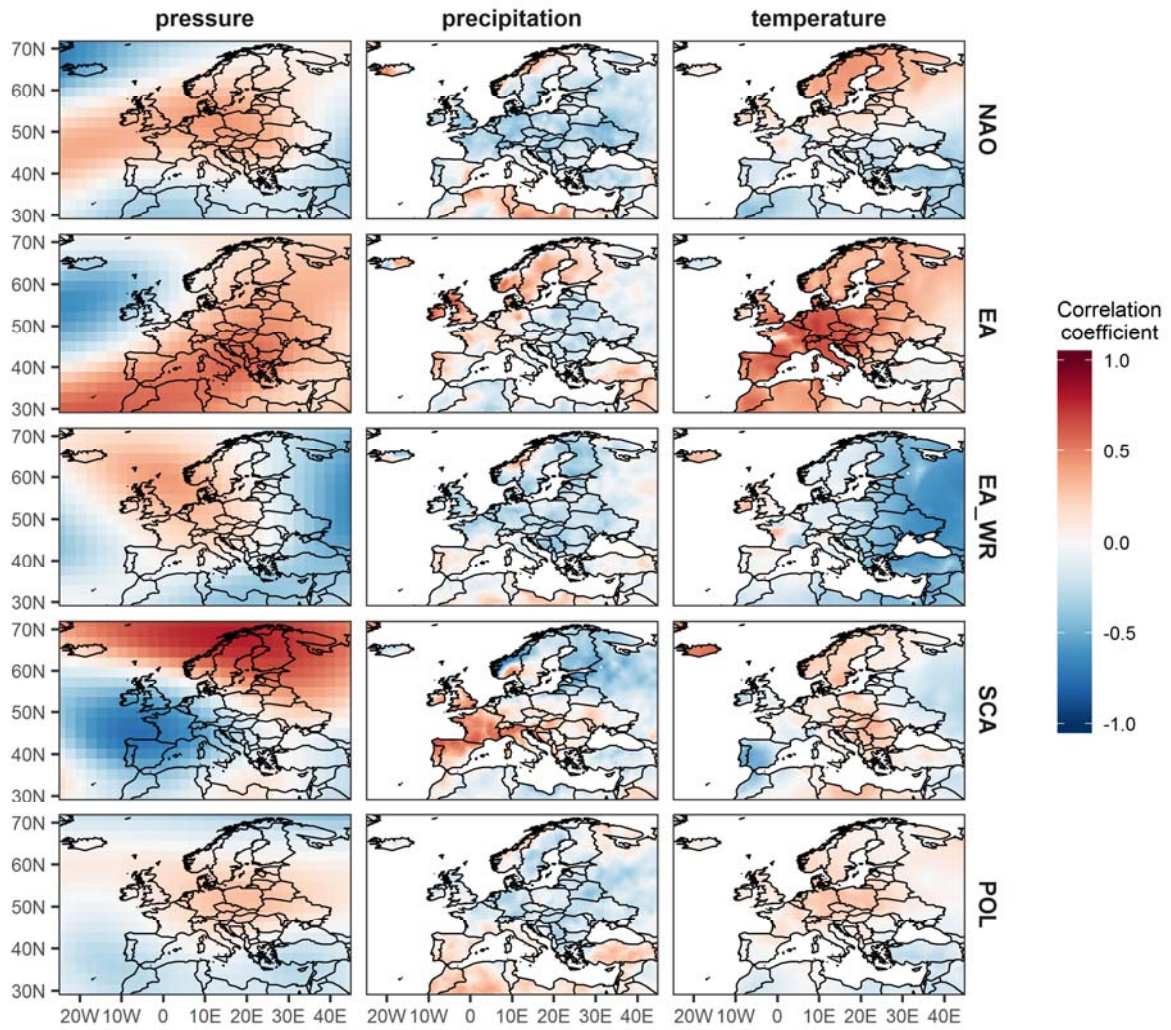 pressure precipitation temperature
70N
60N
50N
40N
30N
NAO
70N
60N
50N
40N
30N
EA
70N
60N
50N
40N
30N
EA_WR
70N
60N
50N
40N
30N
SCA
70N
60N
50N
40N
30N
POL
20W 10W 0 10E 20E 30E 40E 20W 10W 0 10E 20E 30E 40E 20W 10W 0 10E 20E 30E 40E
Correlation
coefficient
1.0
0.5
0.0
-0.5
-1.0